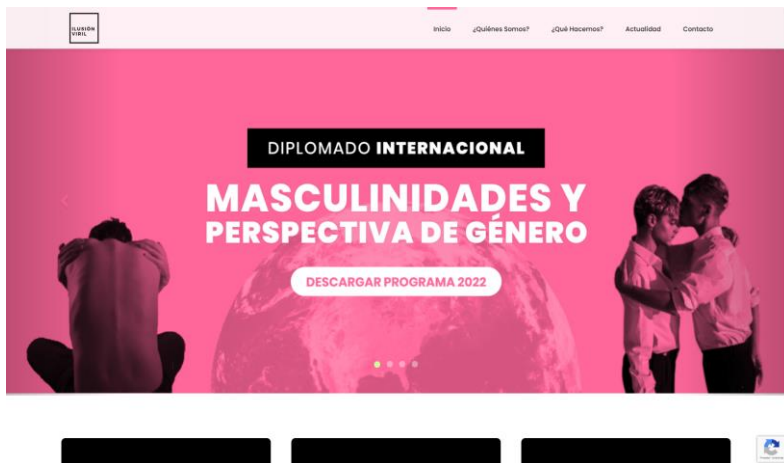 ILUSIÓN
VIRIL
Inicio ¿Quiénes Somos? ¿Qué Hacemos? Actualidad Contacto
DIPLOMADO INTERNACIONAL
MASCULINIDADES Y
PERSPECTIVA DE GÉNERO
DESCARGAR PROGRAMA 2022